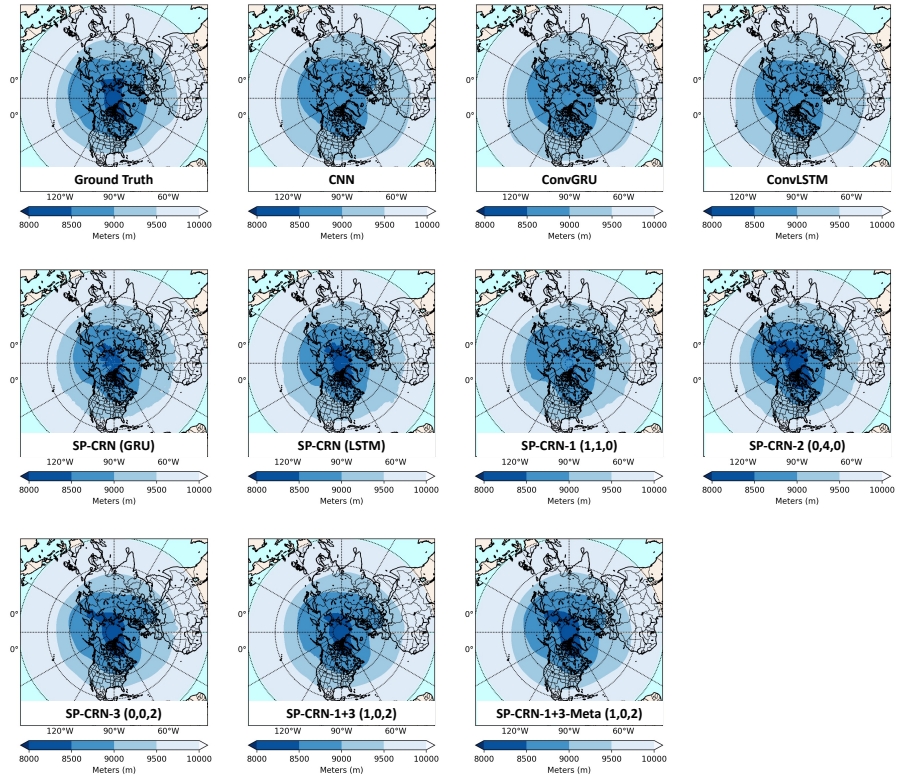 0°
0°
0°
0°
0°
0°
0°
0°
Ground Truth
CNN
ConvGRU
ConvLSTM
120°W 90°W 60°W
120°W 90°W 60°W
120°W 90°W 60°W
120°W 90°W 60°W
8000 8500 9000 9500 10000
8000 8500 9000 9500 10000
8000 8500 9000 9500 10000
8000 8500 9000 9500 10000
Meters (m)
Meters (m)
Meters (m)
Meters (m)
0°
0°
0°
0°
0°
0°
0°
0°
SP-CRN (GRU)
SP-CRN (LSTM)
SP-CRN-1 (1,1,0)
SP-CRN-2 (0,4,0)
120°W 90°W 60°W
120°W 90°W 60°W
120°W 90°W 60°W
120°W 90°W 60°W
8000 8500 9000 9500 10000
8000 8500 9000 9500 10000
8000 8500 9000 9500 10000
8000 8500 9000 9500 10000
Meters (m)
Meters (m)
Meters (m)
Meters (m)
0°
0°
0°
0°
0°
0°
SP-CRN-3 (0,0,2)
SP-CRN-1+3 (1,0,2)
SP-CRN-1+3-Meta (1,0,2)
120°W 90°W 60°W
120°W 90°W 60°W
120°W 90°W 60°W
8000 8500 9000 9500 10000
8000 8500 9000 9500 10000
8000 8500 9000 9500 10000
Meters (m)
Meters (m)
Meters (m)